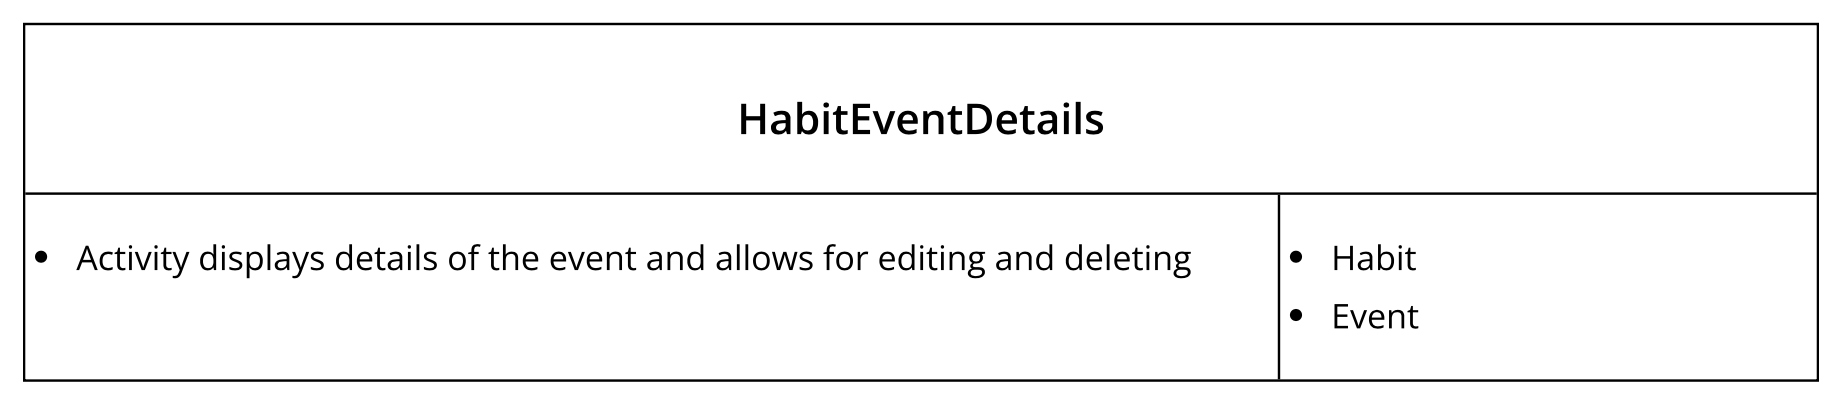 HabitEventDetails
Activity displays details of the event and allows for editing and deleting
Habit
Event